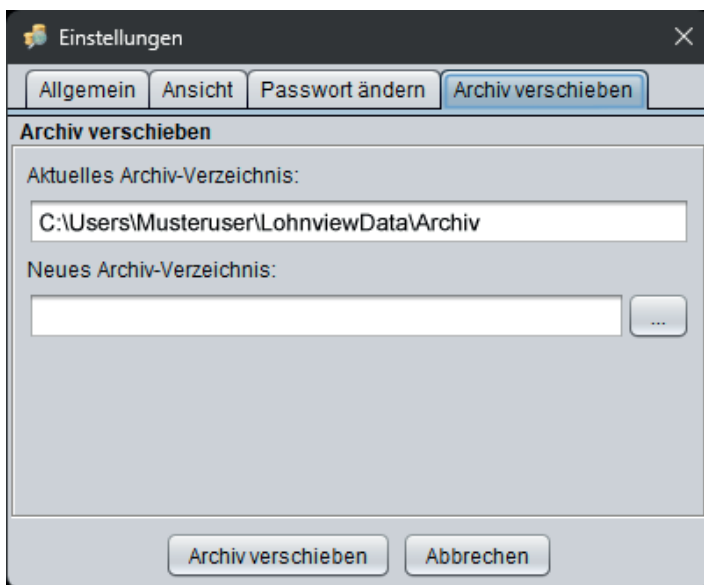 Einstellungen
Allgemein Ansicht Passwort ändern Archiv verschieben
Archiv verschieben
Aktuelles Archiv-Verzeichnis:
C:\Users\Musteruser\LohnviewData\Archiv
Neues Archiv-Verzeichnis:
...
Archiv verschieben Abbrechen